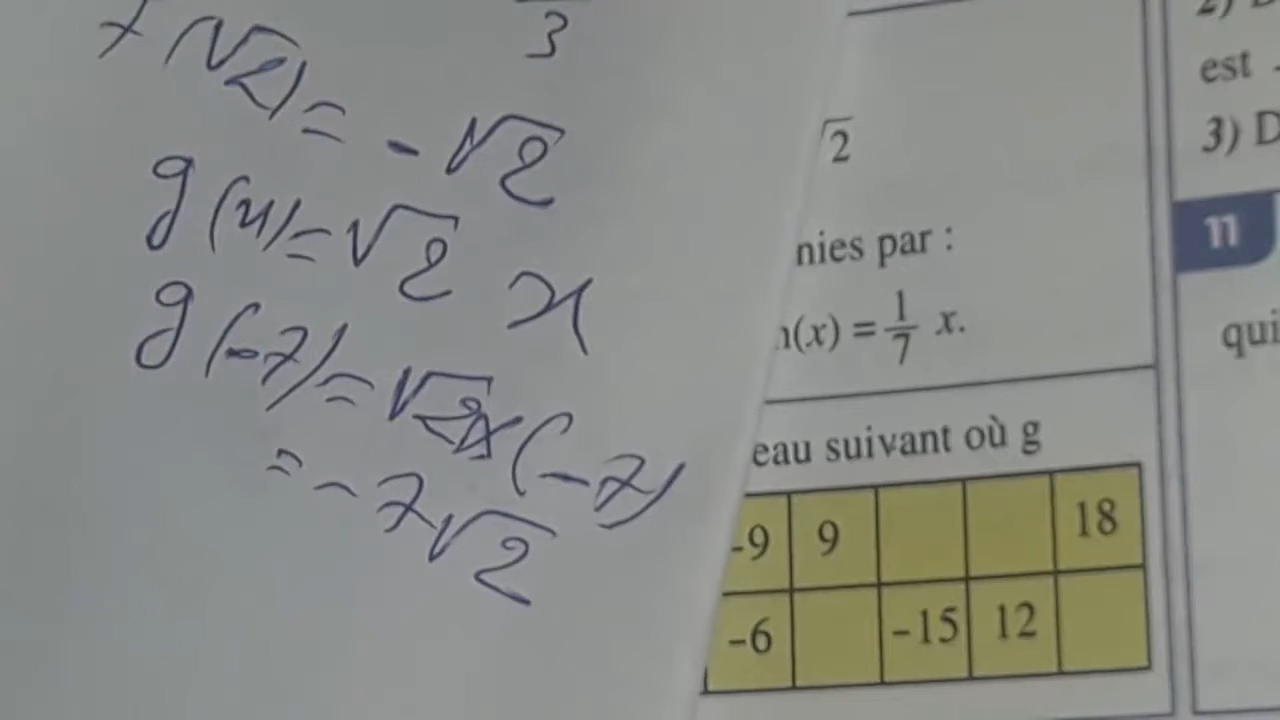 3
f(√2) = -√2
g(x) = √2 x
g(-7) = √2 x (-7)
= -7√2
√2
nies par :
h(x) = 1/7 x.
eau suivant où g
-9 9 18
-6 -15 12
2)
est
3) D
11
qui